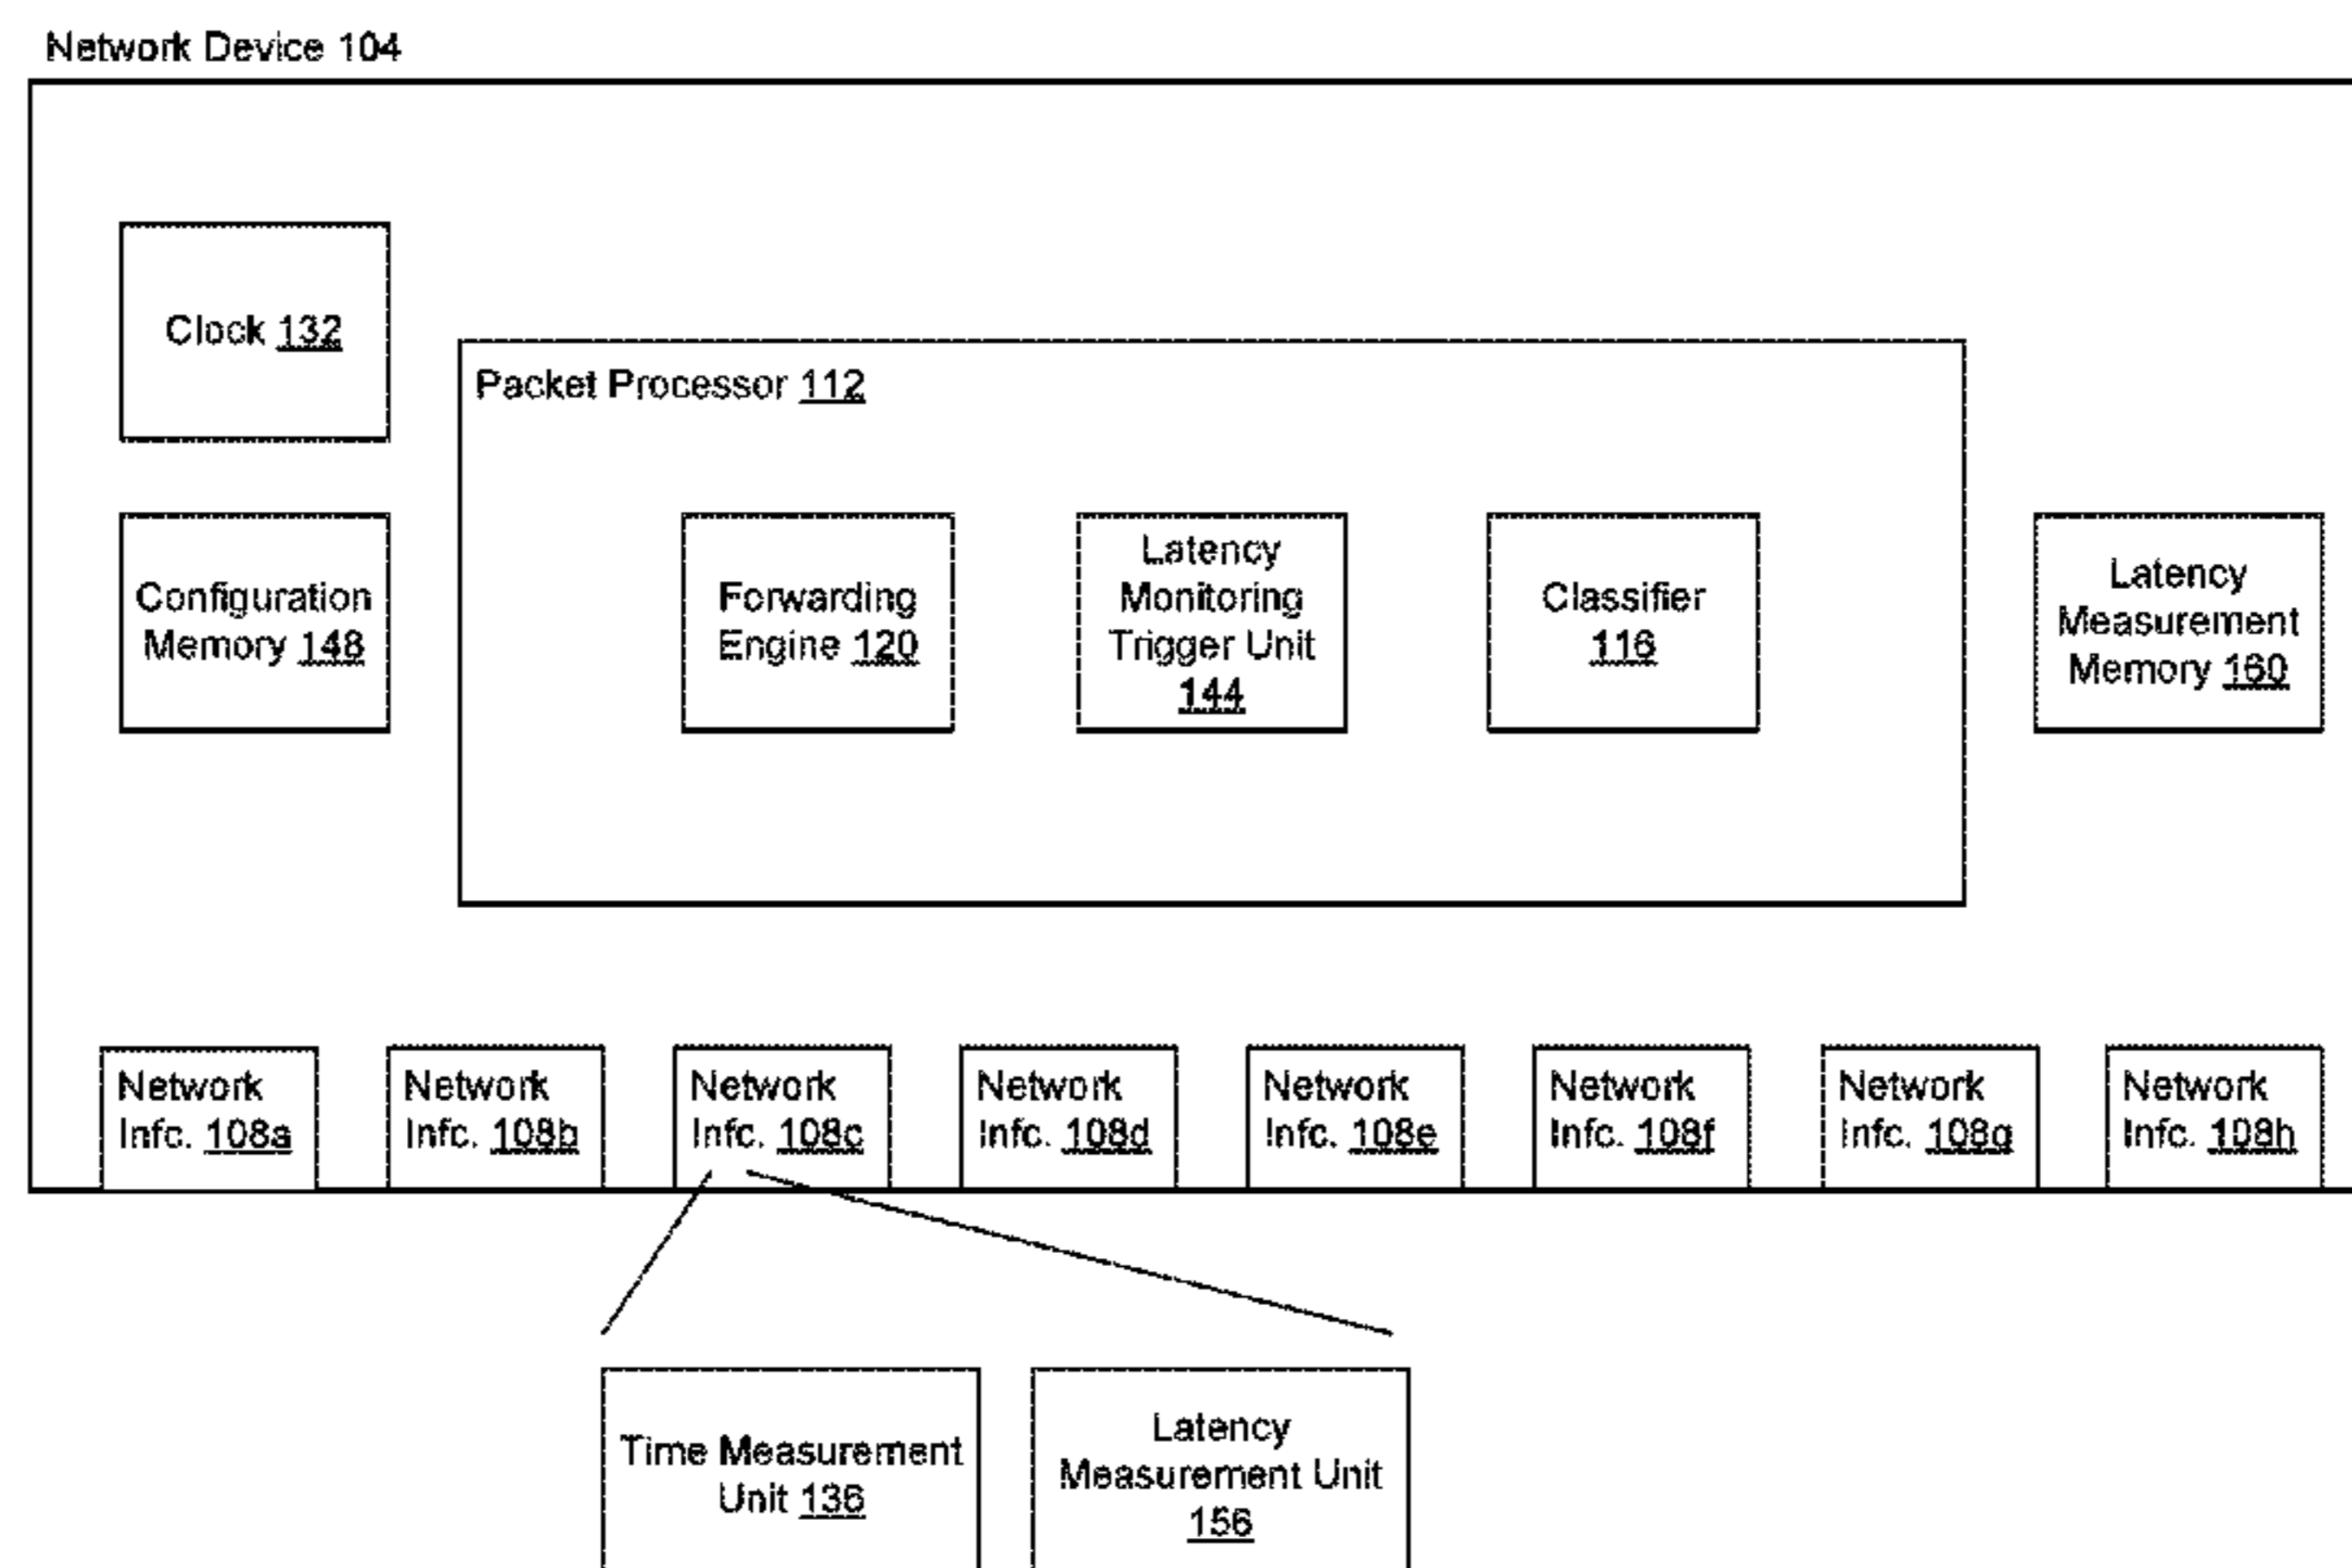 Network Device 104
Clock 132
Packet Processor 112
Configuration
Memory 148
Forwarding
Engine 120
Latency
Monitoring
Trigger Unit
144
Classifier
116
Latency
Measurement
Memory 160
Network
Infc. 108a
Network
Infc. 108b
Network
Infc. 108c
Network
Infc. 108d
Network
Infc. 108e
Network
Infc. 108f
Network
Infc. 108g
Network
Infc. 108h
Time Measurement
Unit 136
Latency
Measurement Unit
156